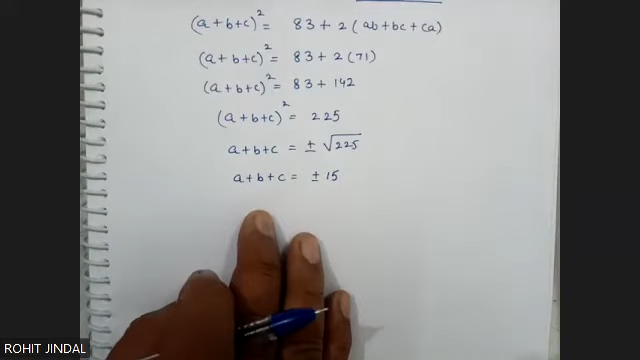 (a+b+c)² = 83 + 2(ab+bc+ca)
(a+b+c)² = 83 + 2(71)
(a+b+c)² = 83 + 142
(a+b+c)² = 225
a+b+c = ± √225
a+b+c = ± 15
ROHIT JINDAL